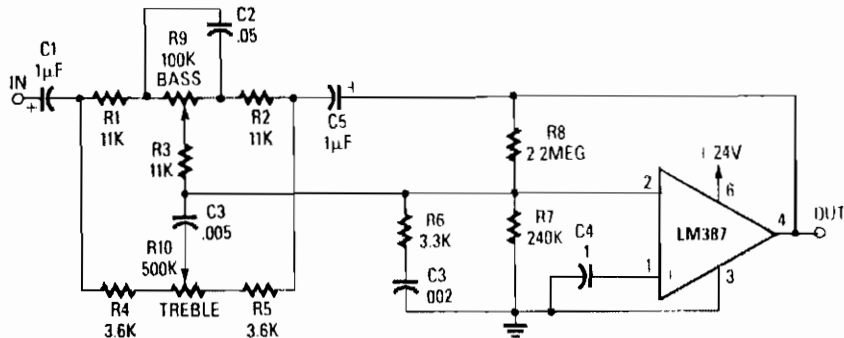 C2
.05
R9
100K
BASS
C1
1µF
IN
+
R1
11K
R2
11K
+
C5
1µF
R3
11K
R8
2.2MEG
+ 24V
6
2
4
OUT
LM387
1
+
3
C3
.005
R10
500K
TREBLE
R4
3.6K
R5
3.6K
R6
3.3K
C3
.002
R7
240K
C4
.1